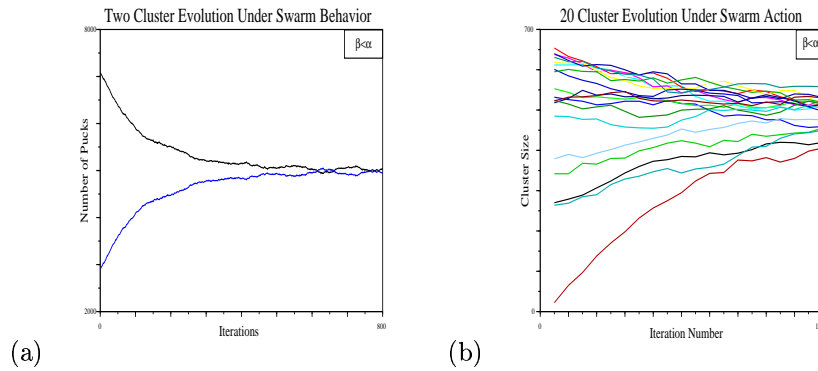 Two Cluster Evolution Under Swarm Behavior
8000
β<α
Number of Pucks
2000
0
800
Iterations
(a)
20 Cluster Evolution Under Swarm Action
700
β<α
Cluster Size
0
0
1
Iteration Number
(b)